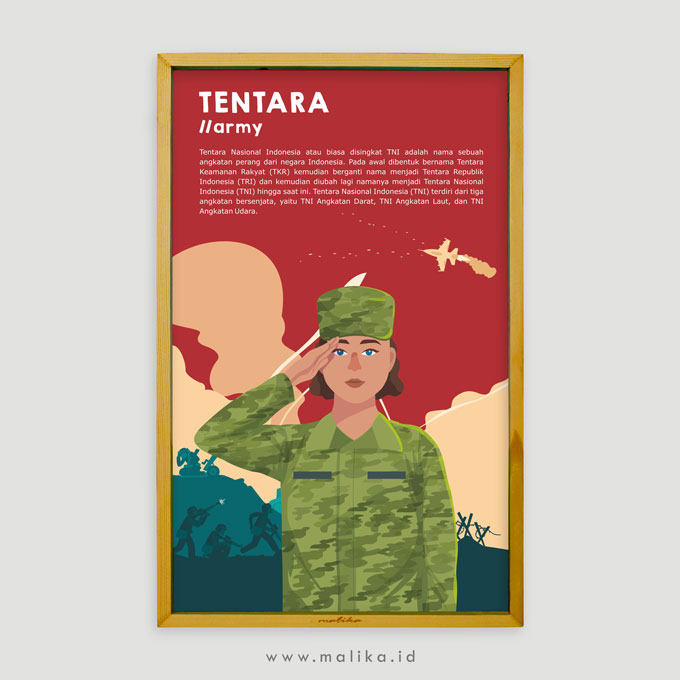 TENTARA
//army
Tentara Nasional Indonesia atau biasa disingkat TNI adalah nama sebuah
angkatan perang dari negara Indonesia. Pada awal dibentuk bernama Tentara
Keamanan Rakyat (TKR) kemudian berganti nama menjadi Tentara Republik
Indonesia (TRI) dan kemudian diubah lagi namanya menjadi Tentara Nasional
Indonesia (TNI) hingga saat ini. Tentara Nasional Indonesia (TNI) terdiri dari tiga
angkatan bersenjata, yaitu TNI Angkatan Darat, TNI Angkatan Laut, dan TNI
Angkatan Udara.
malika
www.malika.id